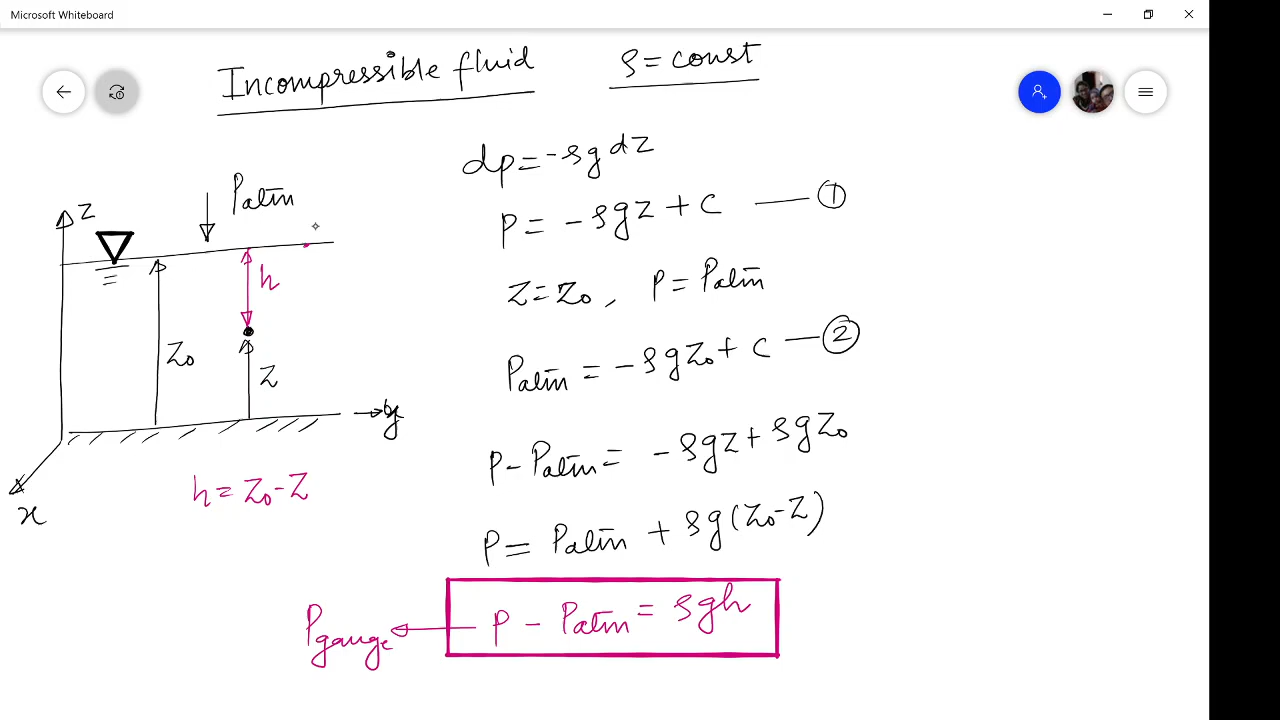 Microsoft Whiteboard
Incompressible fluid ρ = const
dp = -ρg dz
P = -ρgz + c — ①
z = z₀, P = Patm
Patm = -ρgz₀ + c — ②
P - Patm = -ρgz + ρgz₀
P = Patm + ρg(z₀-z)
P - Patm = ρgh
Pgauge
z
Patm
h
z₀
z
y
x
h = z₀ - z